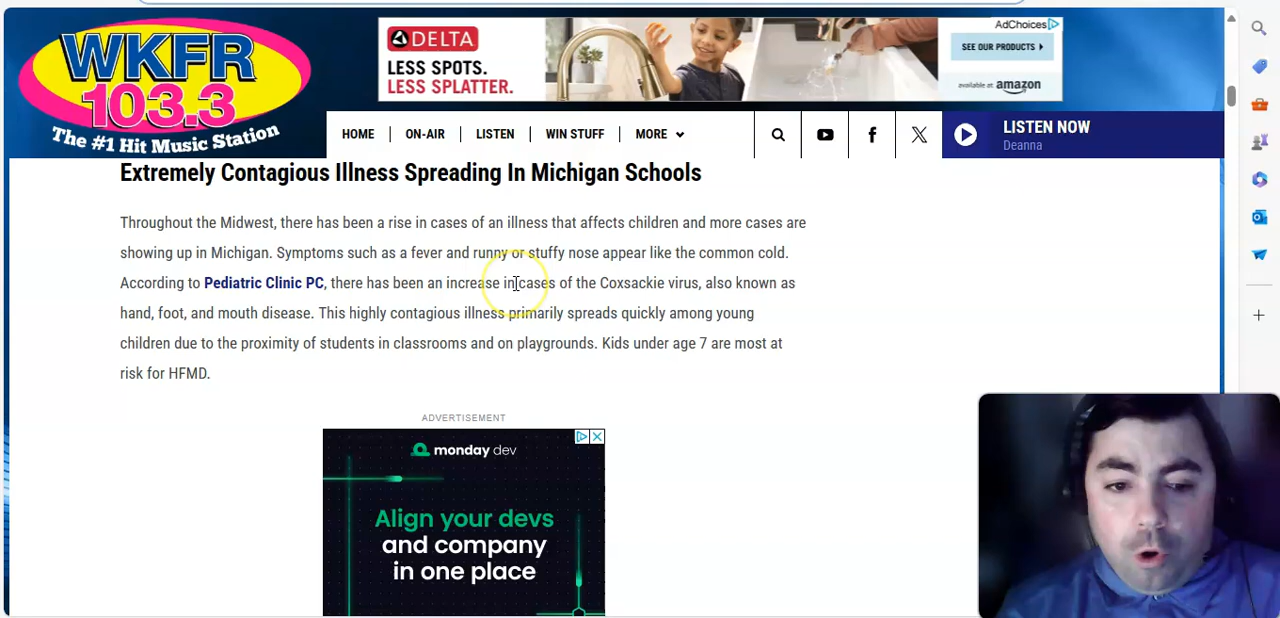 WKFR
103.3
The #1 Hit Music Station
DELTA
LESS SPOTS.
LESS SPLATTER.
AdChoices
SEE OUR PRODUCTS
available at amazon
HOME
ON-AIR
LISTEN
WIN STUFF
MORE
LISTEN NOW
Deanna
Extremely Contagious Illness Spreading In Michigan Schools
Throughout the Midwest, there has been a rise in cases of an illness that affects children and more cases are
showing up in Michigan. Symptoms such as a fever and runny or stuffy nose appear like the common cold.
According to Pediatric Clinic PC, there has been an increase in cases of the Coxsackie virus, also known as
hand, foot, and mouth disease. This highly contagious illness primarily spreads quickly among young
children due to the proximity of students in classrooms and on playgrounds. Kids under age 7 are most at
risk for HFMD.
ADVERTISEMENT
monday dev
Align your devs
and company
in one place